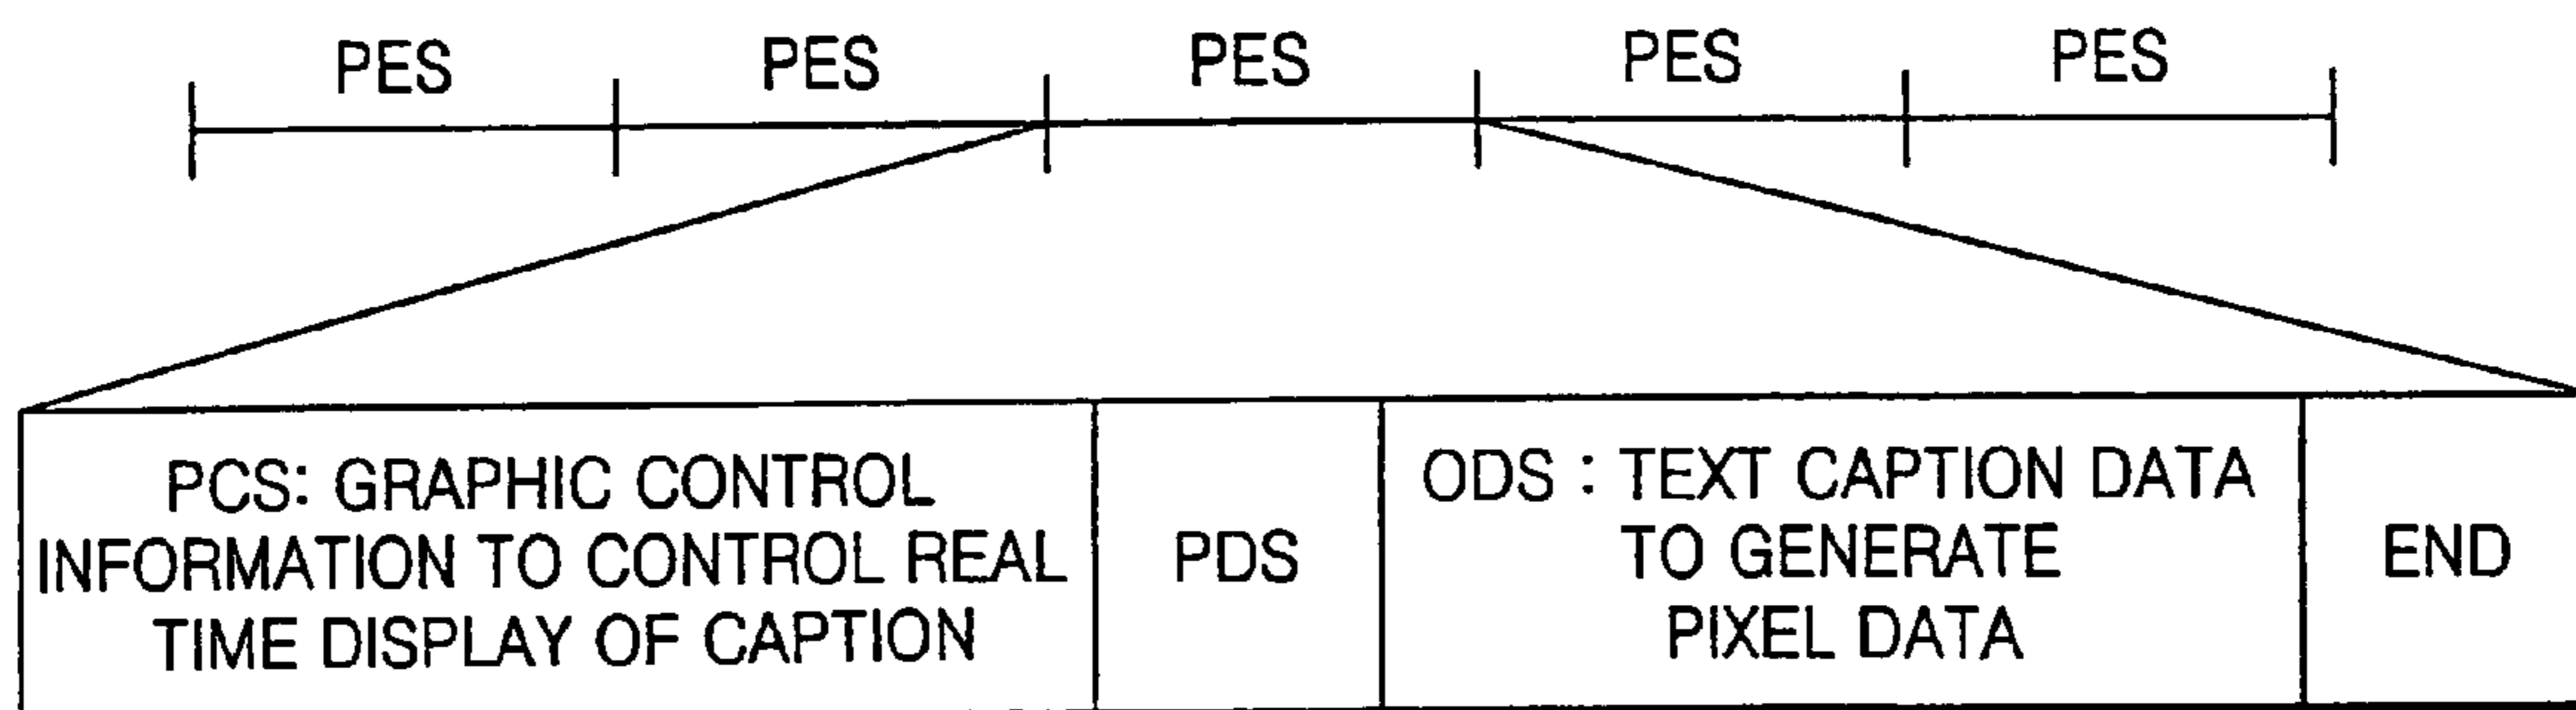 PES PES PES PES PES
PCS: GRAPHIC CONTROL
INFORMATION TO CONTROL REAL
TIME DISPLAY OF CAPTION
PDS
ODS : TEXT CAPTION DATA
TO GENERATE
PIXEL DATA
END